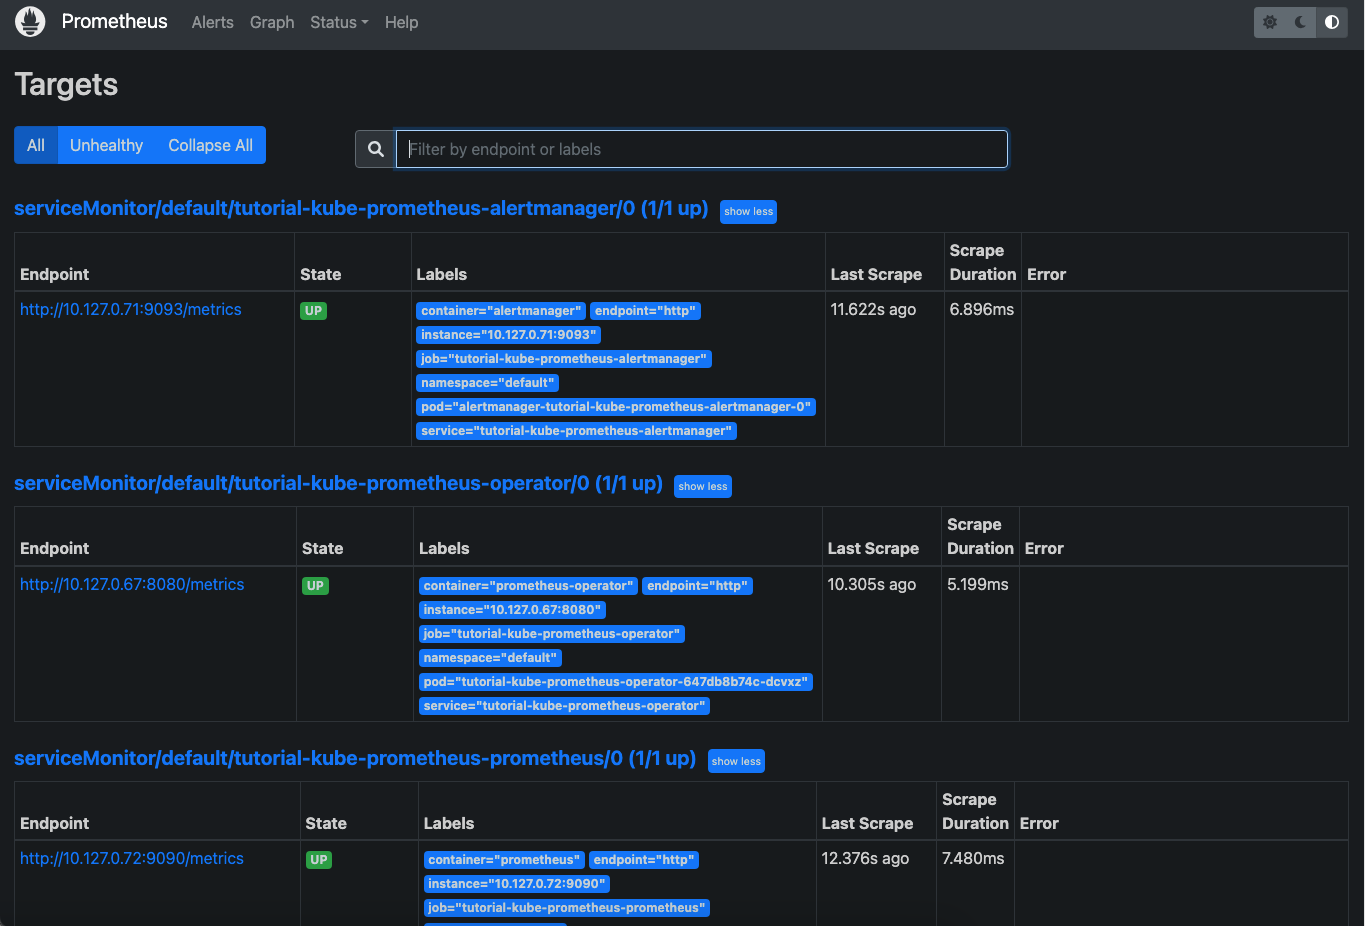 Prometheus Alerts Graph Status Help
Targets
All Unhealthy Collapse All
Filter by endpoint or labels
serviceMonitor/default/tutorial-kube-prometheus-alertmanager/0 (1/1 up) show less
Endpoint State Labels Last Scrape Scrape Duration Error
http://10.127.0.71:9093/metrics UP container="alertmanager" endpoint="http" 11.622s ago 6.896ms
instance="10.127.0.71:9093"
job="tutorial-kube-prometheus-alertmanager"
namespace="default"
pod="alertmanager-tutorial-kube-prometheus-alertmanager-0"
service="tutorial-kube-prometheus-alertmanager"
serviceMonitor/default/tutorial-kube-prometheus-operator/0 (1/1 up) show less
Endpoint State Labels Last Scrape Scrape Duration Error
http://10.127.0.67:8080/metrics UP container="prometheus-operator" endpoint="http" 10.305s ago 5.199ms
instance="10.127.0.67:8080"
job="tutorial-kube-prometheus-operator"
namespace="default"
pod="tutorial-kube-prometheus-operator-647db8b74c-dcvxz"
service="tutorial-kube-prometheus-operator"
serviceMonitor/default/tutorial-kube-prometheus-prometheus/0 (1/1 up) show less
Endpoint State Labels Last Scrape Scrape Duration Error
http://10.127.0.72:9090/metrics UP container="prometheus" endpoint="http" 12.376s ago 7.480ms
instance="10.127.0.72:9090"
job="tutorial-kube-prometheus-prometheus"